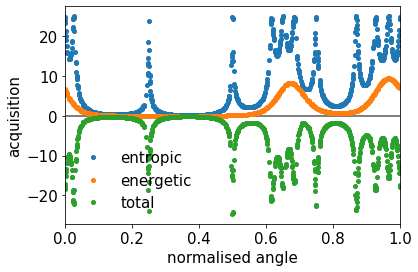 20
10
0
−10
−20
acquisition
entropic
energetic
total
0.0 0.2 0.4 0.6 0.8 1.0
normalised angle